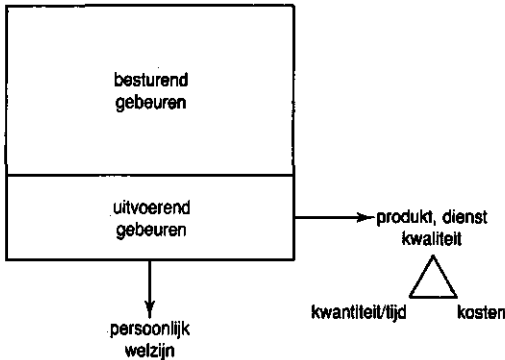 besturend
gebeuren
uitvoerend
gebeuren
produkt, dienst
kwaliteit
kwantiteit/tijd
kosten
persoonlijk
welzijn